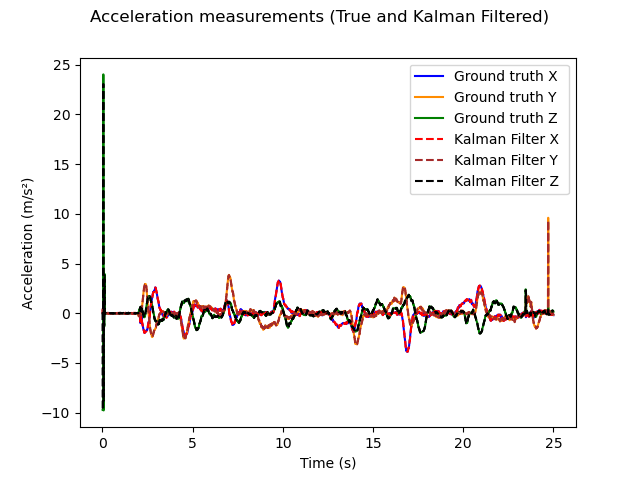 Acceleration measurements (True and Kalman Filtered)
25
20
15
10
5
0
−5
−10
Acceleration (m/s²)
Ground truth X
Ground truth Y
Ground truth Z
Kalman Filter X
Kalman Filter Y
Kalman Filter Z
0 5 10 15 20 25
Time (s)